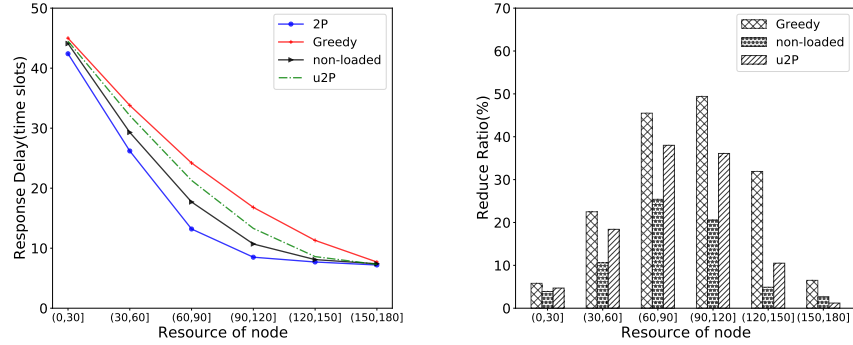 50
40
30
20
10
0
Response Delay(time slots)
2P
Greedy
non-loaded
u2P
(0,30] (30,60] (60,90] (90,120] (120,150] (150,180]
Resource of node
70
60
50
40
30
20
10
0
Reduce Ratio(%)
Greedy
non-loaded
u2P
(0,30] (30,60] (60,90] (90,120] (120,150] (150,180]
Resource of node